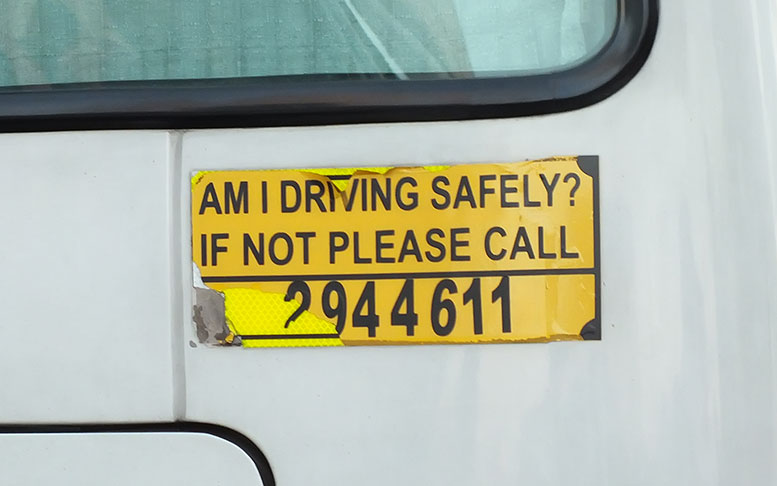 AM I DRIVING SAFELY?
IF NOT PLEASE CALL
2944611